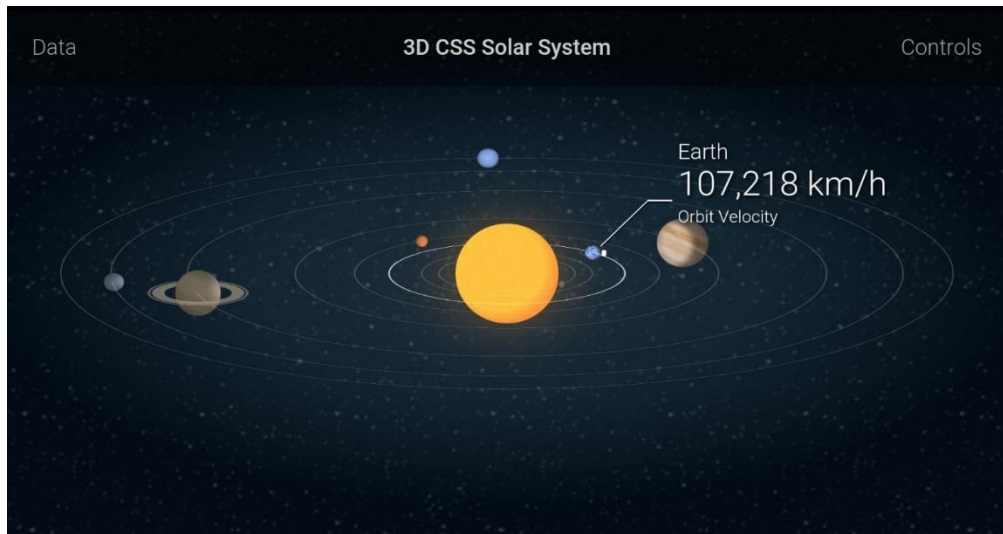 Data
3D CSS Solar System
Controls
Earth
107,218 km/h
Orbit Velocity